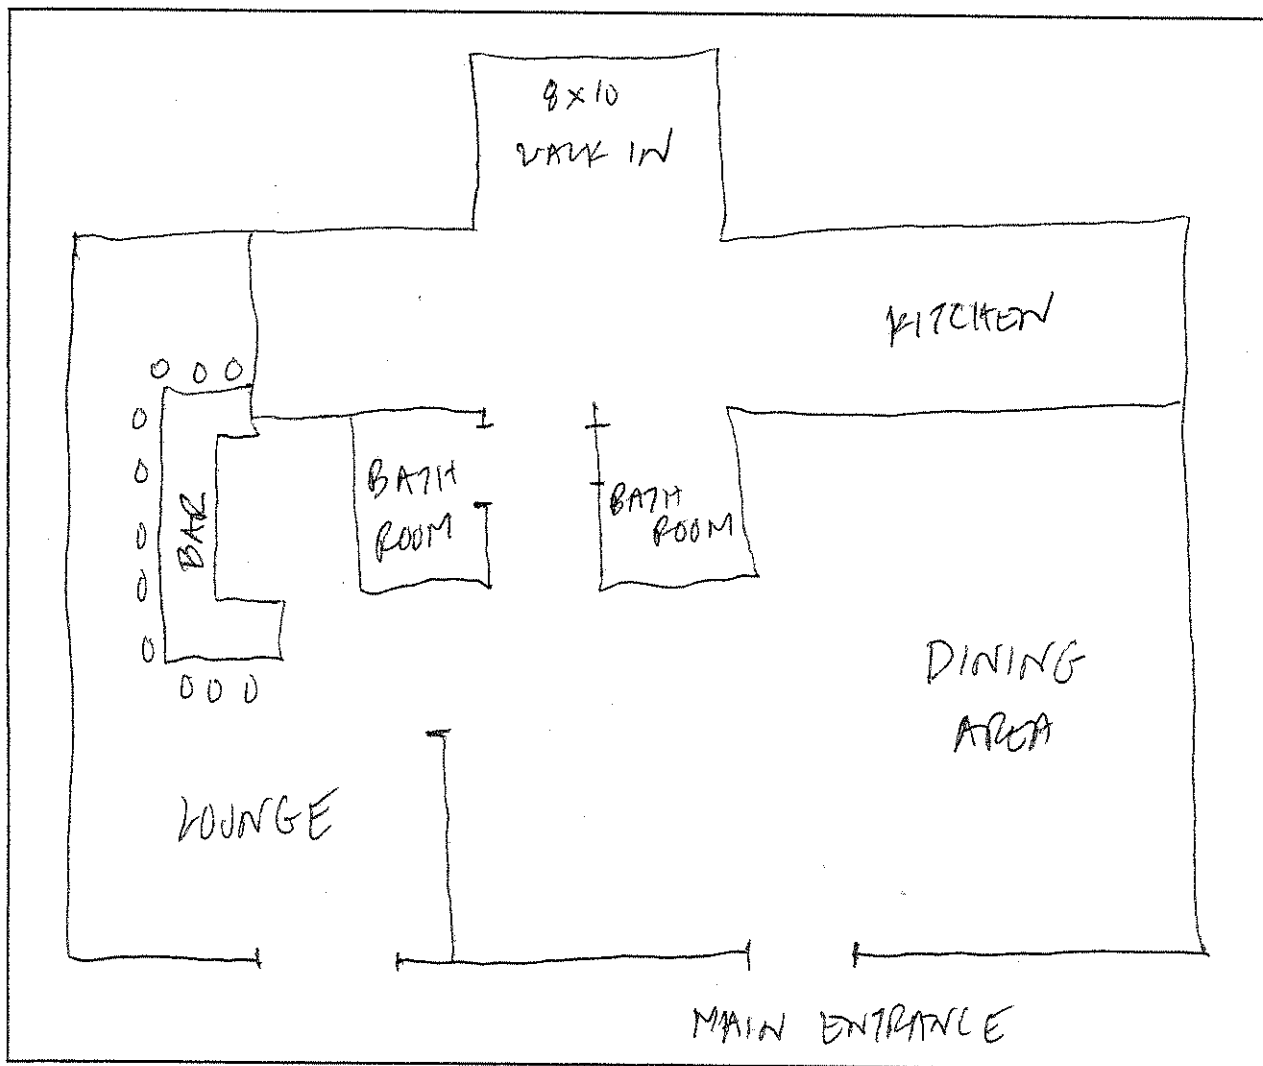 8x10
WALK IN
KITCHEN
BATH
ROOM
BATH
ROOM
BAR
DINING
AREA
LOUNGE
MAIN ENTRANCE